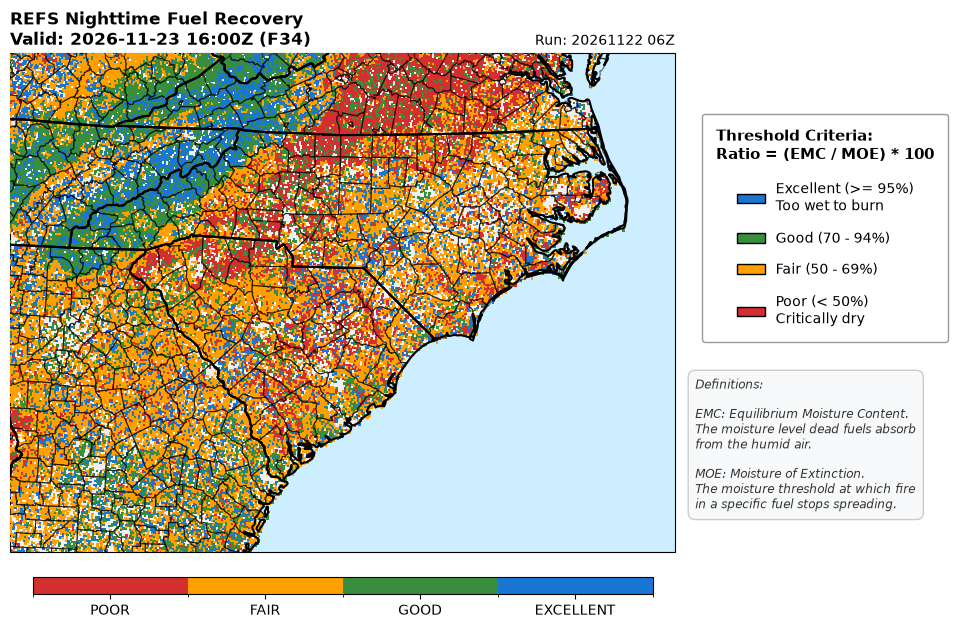 REFS Nighttime Fuel Recovery
Valid: 2026-11-23 16:00Z (F34)
Run: 20261122 06Z
Threshold Criteria:
Ratio = (EMC / MOE) * 100
Excellent (>= 95%)
Too wet to burn
Good (70 - 94%)
Fair (50 - 69%)
Poor (< 50%)
Critically dry
Definitions:
EMC: Equilibrium Moisture Content.
The moisture level dead fuels absorb
from the humid air.
MOE: Moisture of Extinction.
The moisture threshold at which fire
in a specific fuel stops spreading.
POOR
FAIR
GOOD
EXCELLENT